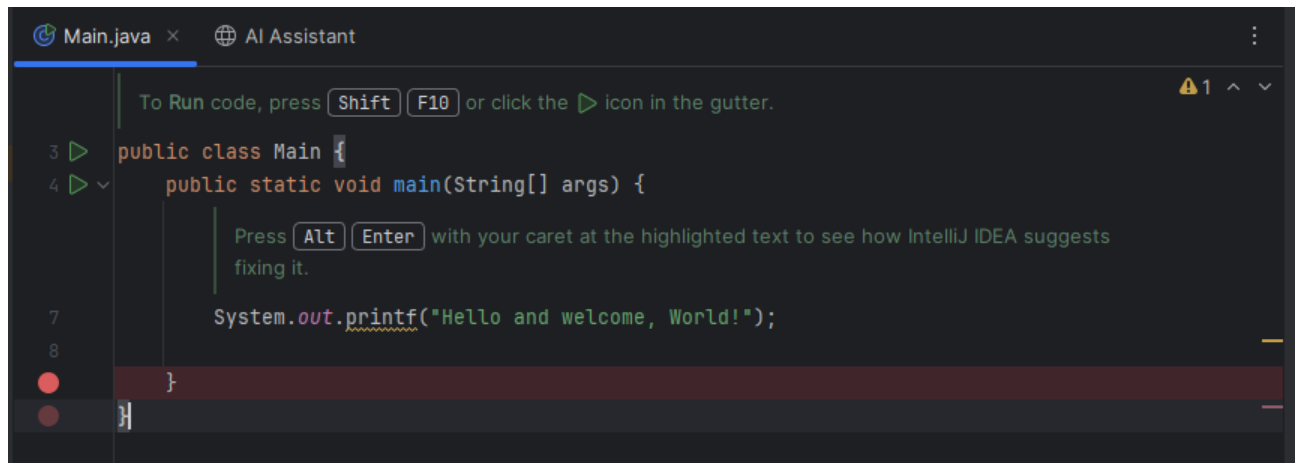 Main.java × AI Assistant
To Run code, press Shift F10 or click the icon in the gutter.
1
3 public class Main {
4 public static void main(String[] args) {
Press Alt Enter with your caret at the highlighted text to see how IntelliJ IDEA suggests
fixing it.
7 System.out.printf("Hello and welcome, World!");
8
}
}